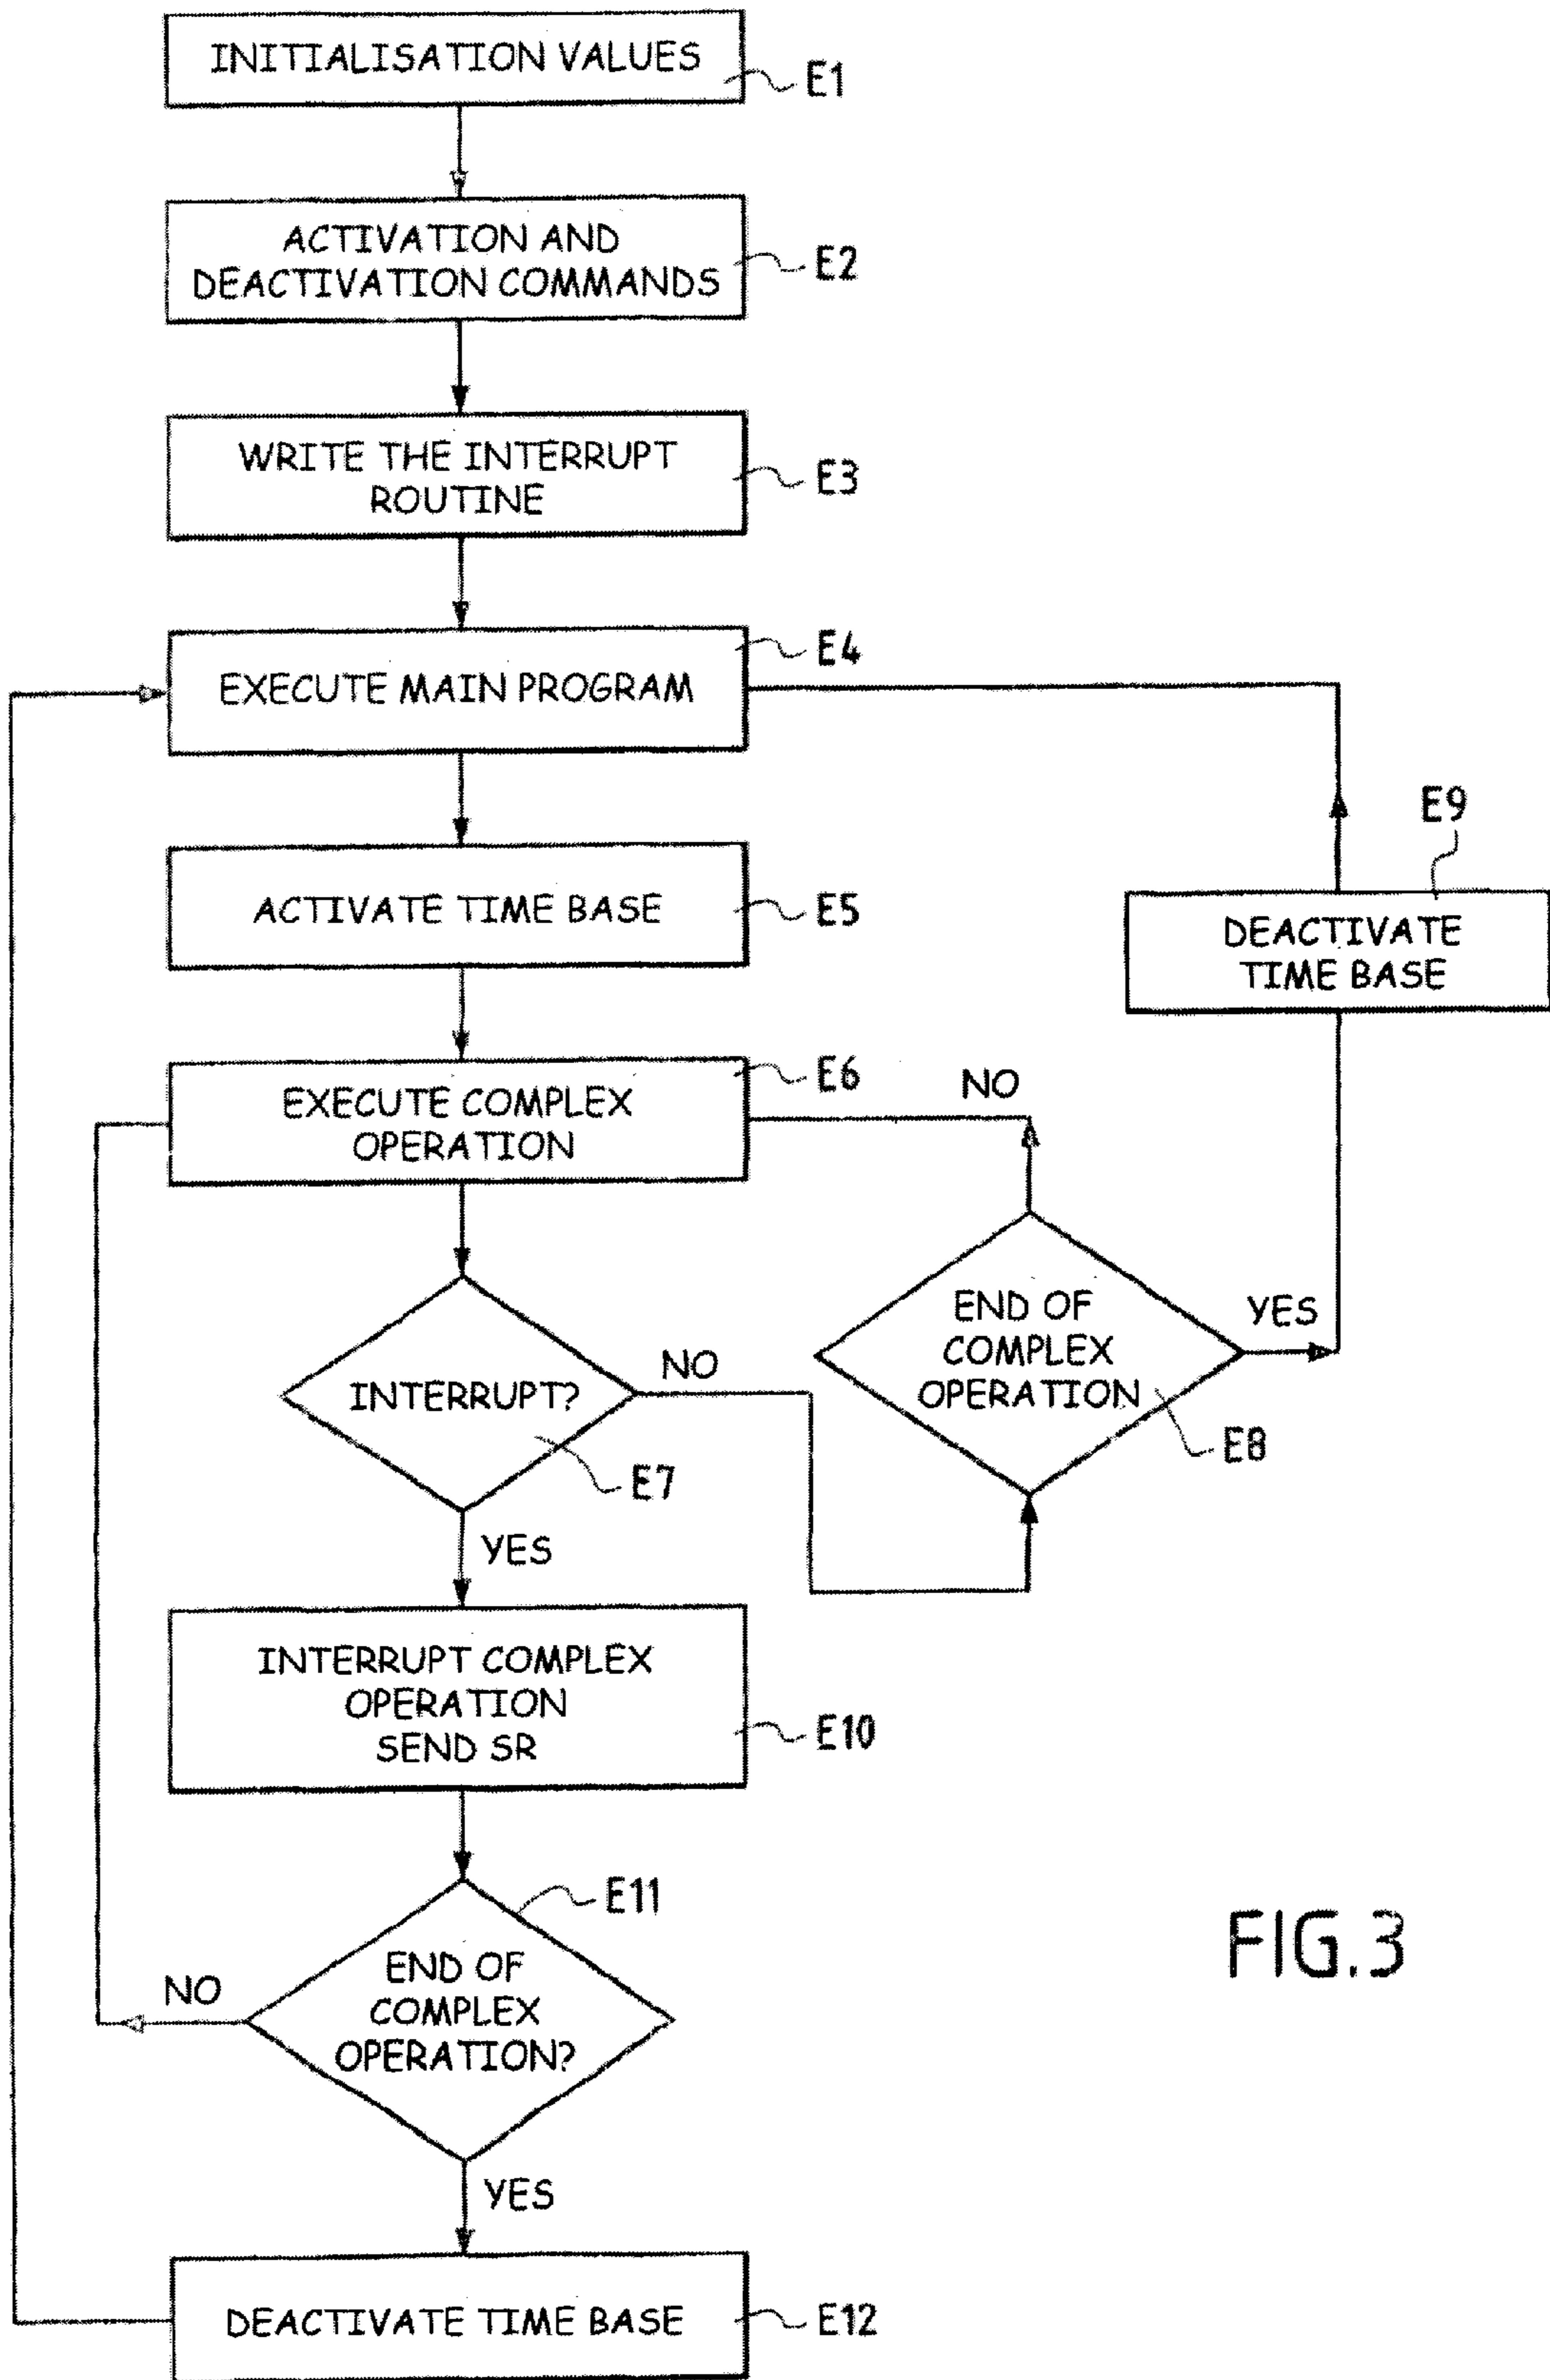 INITIALISATION VALUES
E1
ACTIVATION AND
DEACTIVATION COMMANDS
E2
WRITE THE INTERRUPT
ROUTINE
E3
EXECUTE MAIN PROGRAM
E4
ACTIVATE TIME BASE
E5
E9
DEACTIVATE
TIME BASE
EXECUTE COMPLEX
OPERATION
E6
NO
INTERRUPT?
NO
E7
END OF
COMPLEX
OPERATION
YES
E8
YES
INTERRUPT COMPLEX
OPERATION
SEND SR
E10
E11
END OF
COMPLEX
OPERATION?
NO
YES
DEACTIVATE TIME BASE
E12
FIG.3